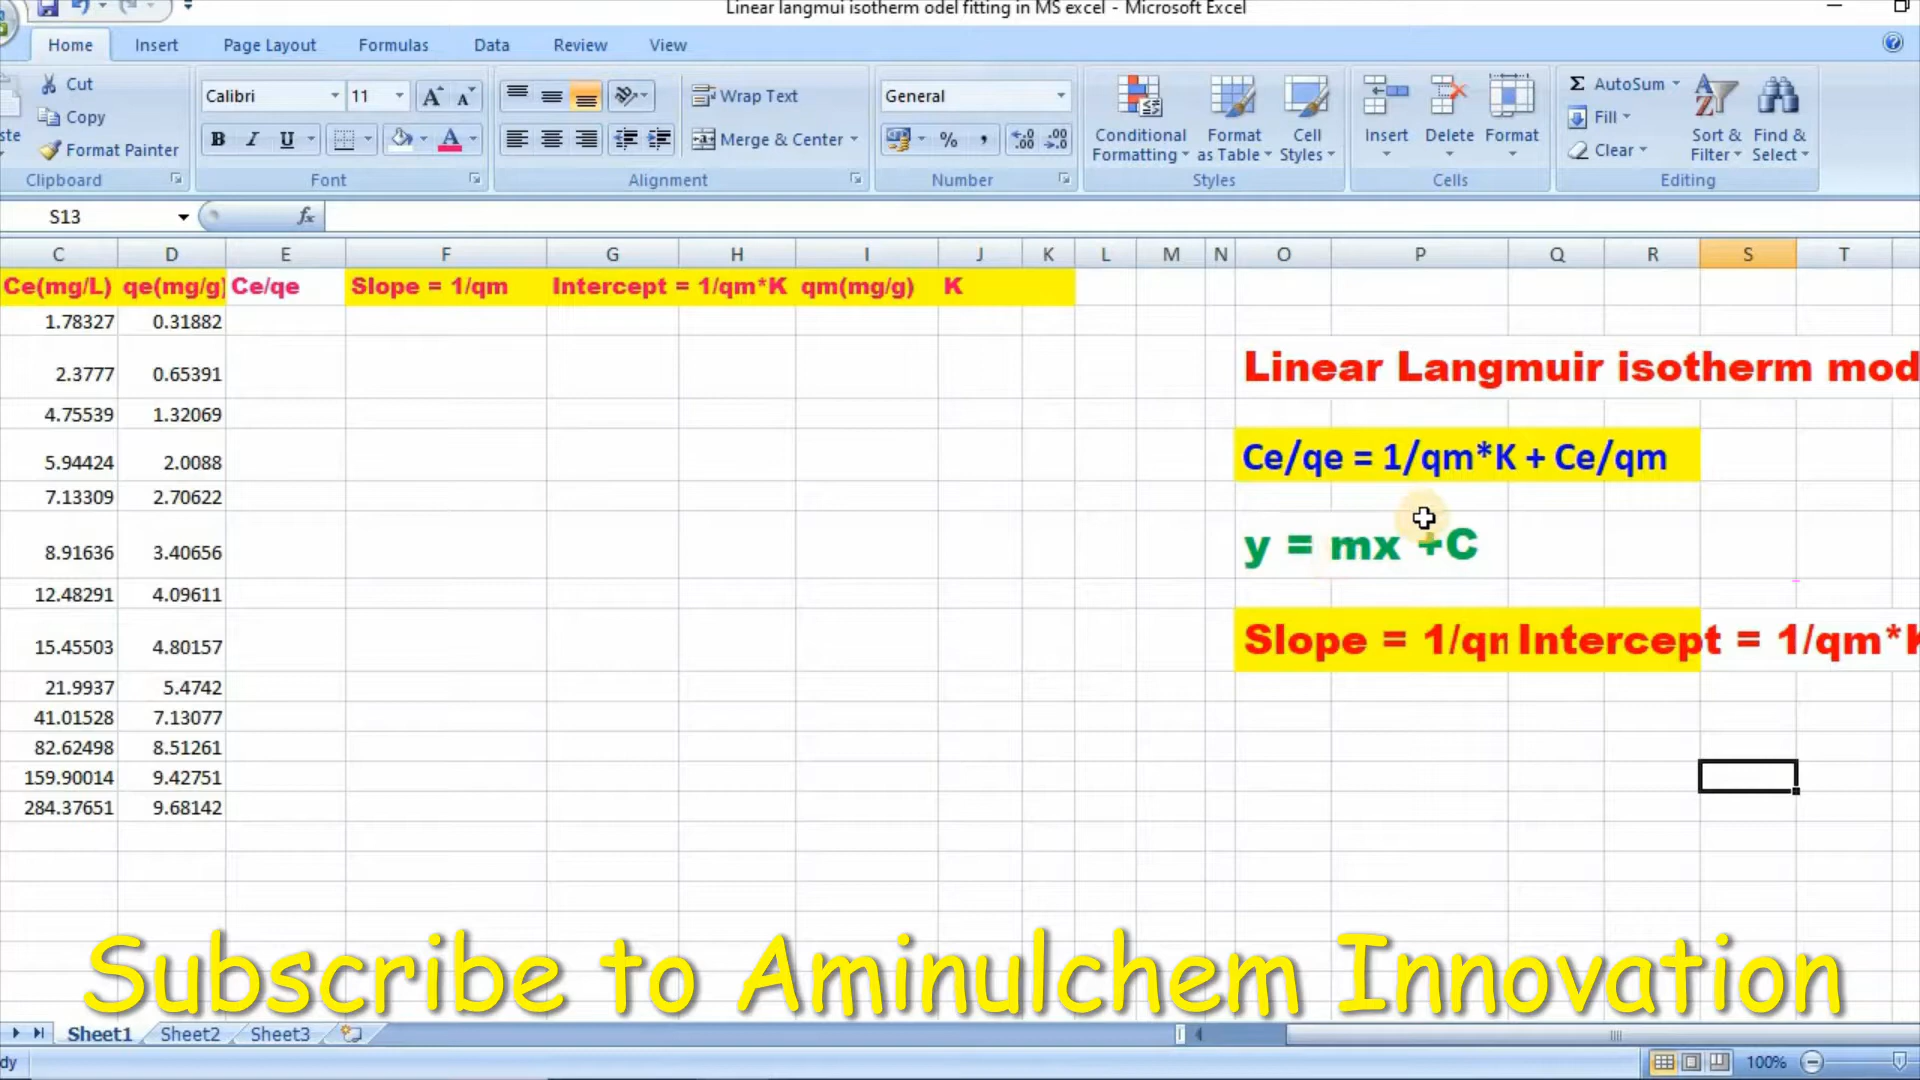 Linear langmui isotherm odel fitting in MS excel - Microsoft Excel
Home Insert Page Layout Formulas Data Review View
Cut
Copy
Format Painter
Clipboard
Calibri 11
B I U
Font
Wrap Text
Merge & Center
Alignment
General
% ,
Number
Conditional Formatting
Format as Table
Cell Styles
Styles
Insert Delete Format
Cells
Σ AutoSum
Fill
Clear
Sort & Filter
Find & Select
Editing
S13 fx
C D E F G H I J K L M N O P Q R S T
Ce(mg/L) qe(mg/g) Ce/qe Slope = 1/qm Intercept = 1/qm*K qm(mg/g) K
1.78327 0.31882
2.3777 0.65391
4.75539 1.32069
5.94424 2.0088
7.13309 2.70622
8.91636 3.40656
12.48291 4.09611
15.45503 4.80157
21.9937 5.4742
41.01528 7.13077
82.62498 8.51261
159.90014 9.42751
284.37651 9.68142
Linear Langmuir isotherm mod
Ce/qe = 1/qm*K + Ce/qm
y = mx +C
Slope = 1/qm Intercept = 1/qm*K
Subscribe to Aminulchem Innovation
Sheet1 Sheet2 Sheet3
dy 100%